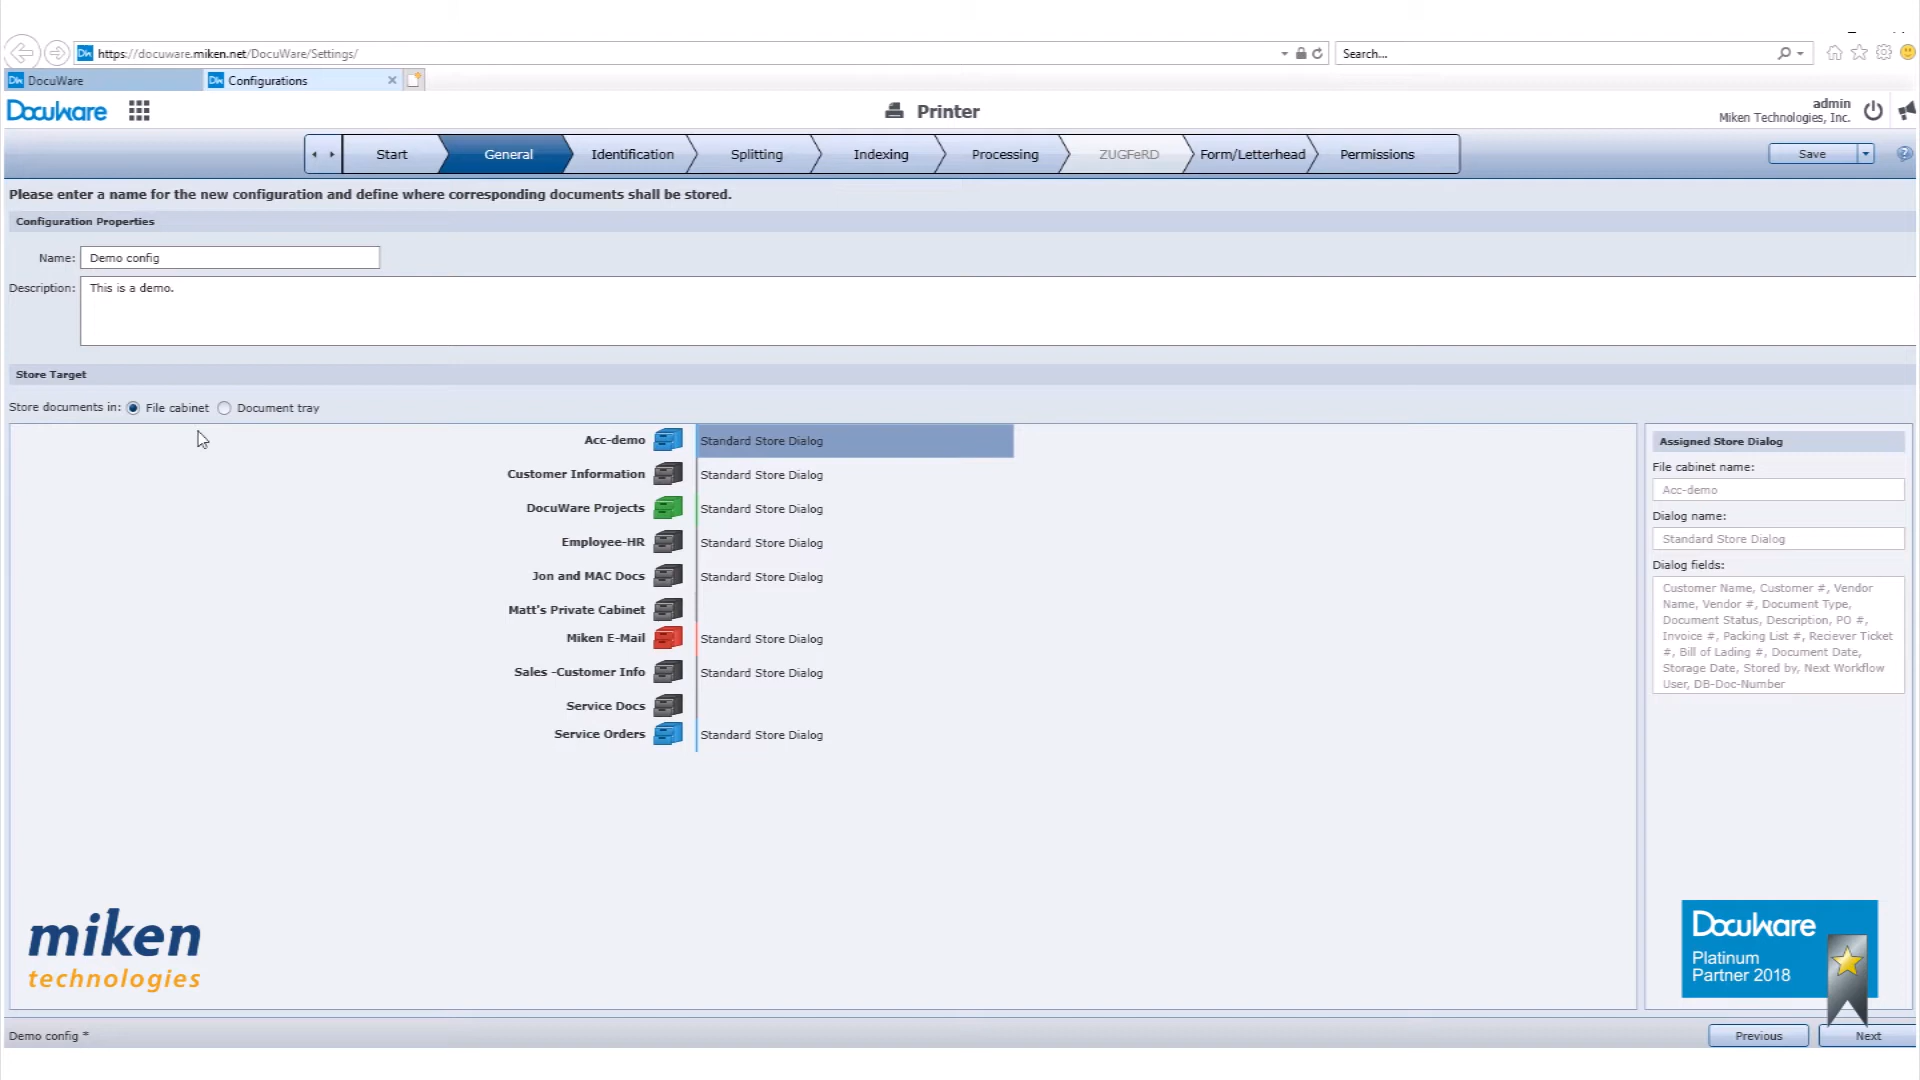 https://docuware.miken.net/DocuWare/Settings/
Search...
DocuWare
Configurations
DocuWare
Printer
admin
Miken Technologies, Inc.
Start
General
Identification
Splitting
Indexing
Processing
ZUGFeRD
Form/Letterhead
Permissions
Save
Please enter a name for the new configuration and define where corresponding documents shall be stored.
Configuration Properties
Name: Demo config
Description: This is a demo.
Store Target
Store documents in: File cabinet Document tray
Acc-demo Standard Store Dialog
Customer Information Standard Store Dialog
DocuWare Projects Standard Store Dialog
Employee-HR Standard Store Dialog
Jon and MAC Docs Standard Store Dialog
Matt's Private Cabinet
Miken E-Mail Standard Store Dialog
Sales -Customer Info Standard Store Dialog
Service Docs
Service Orders Standard Store Dialog
Assigned Store Dialog
File cabinet name:
Acc-demo
Dialog name:
Standard Store Dialog
Dialog fields:
Customer Name, Customer #, Vendor
Name, Vendor #, Document Type,
Document Status, Description, PO #,
Invoice #, Packing List #, Reciever Ticket
#, Bill of Lading #, Document Date,
Storage Date, Stored by, Next Workflow
User, DB-Doc-Number
miken
technologies
DocuWare
Platinum
Partner 2018
Demo config *
Previous
Next